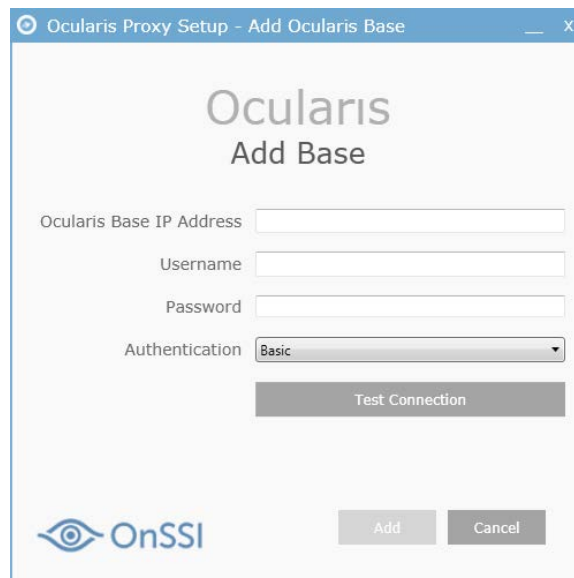 Ocularis Proxy Setup - Add Ocularis Base
Ocularis
Add Base
Ocularis Base IP Address
Username
Password
Authentication Basic
Test Connection
OnSSI Add Cancel